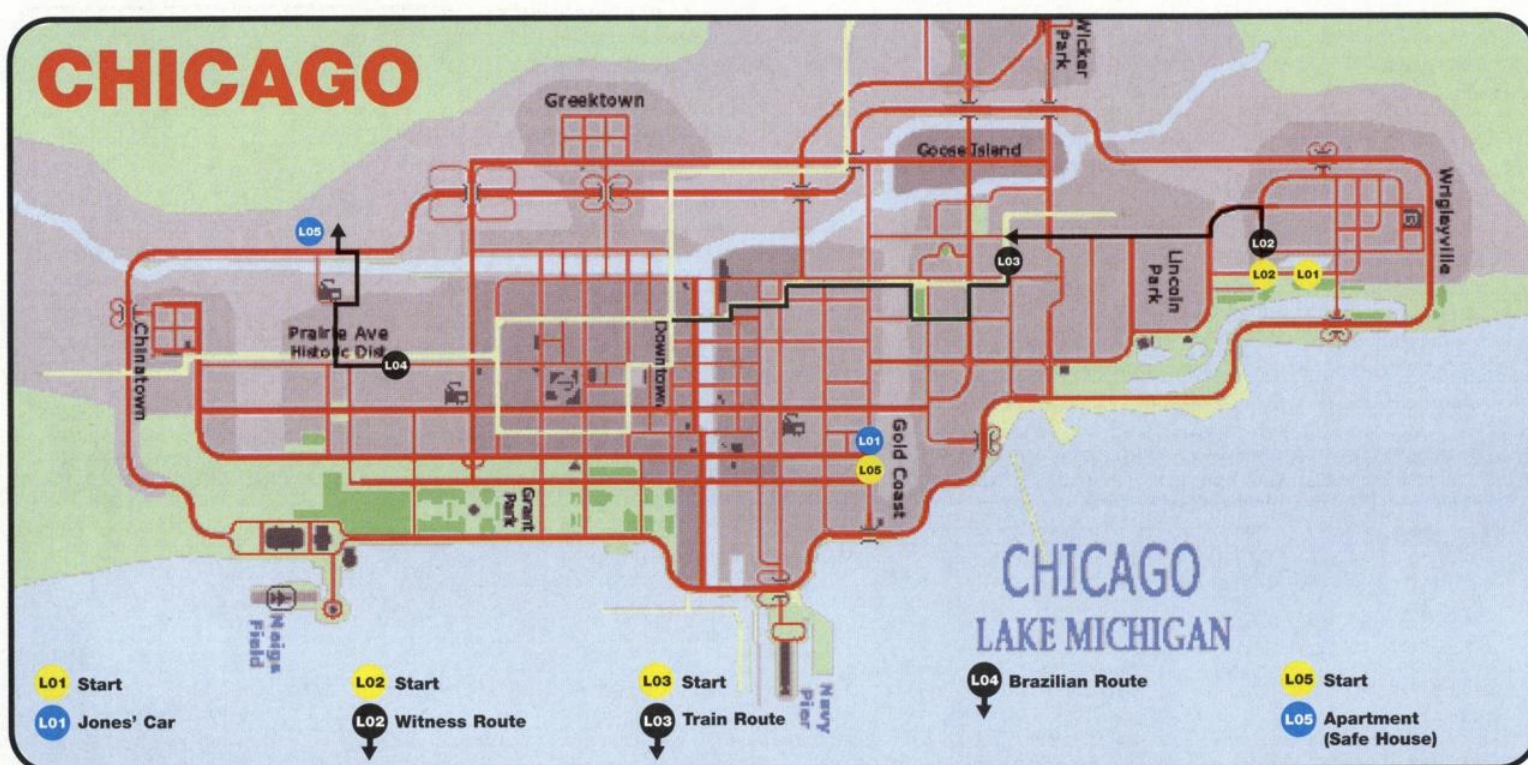 CHICAGO
Greektown
Wicker
Park
Goose Island
Wrigleyville
L05
L02
L03
Lincoln
Park
L02
L01
Chinatown
Prairie Ave
Historic Dist
L04
Downtown
Gold Coast
L01
L05
Grant
Park
CHICAGO
LAKE MICHIGAN
Meigs
Field
Navy
Pier
L01 Start
L01 Jones' Car
L02 Start
L02 Witness Route
L03 Start
L03 Train Route
L04 Brazilian Route
L05 Start
L05 Apartment
(Safe House)